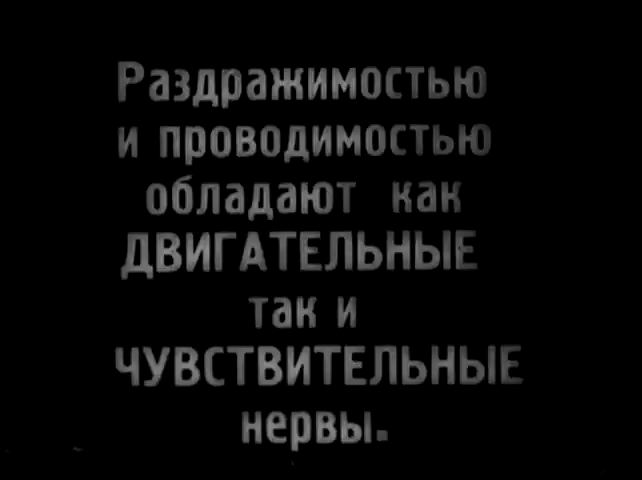 Раздражимостью
и проводимостью
обладают как
ДВИГАТЕЛЬНЫЕ
так и
ЧУВСТВИТЕЛЬНЫЕ
нервы.